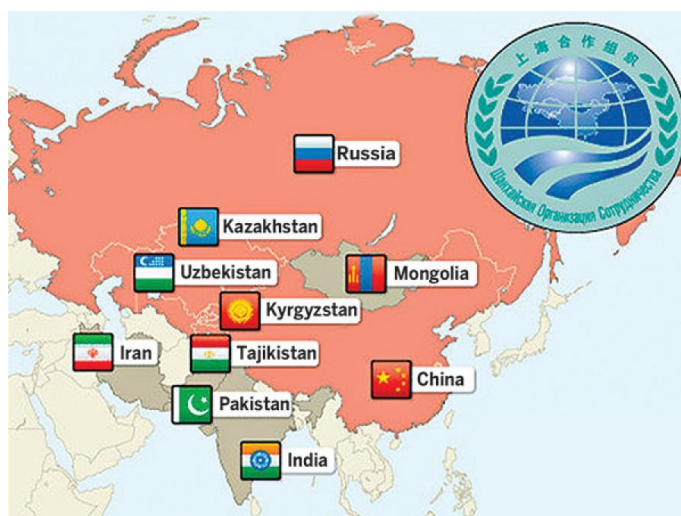 上海合作组织
Шанхайская Организация Сотрудничества
Russia
Kazakhstan
Uzbekistan
Mongolia
Kyrgyzstan
Iran
Tajikistan
China
Pakistan
India